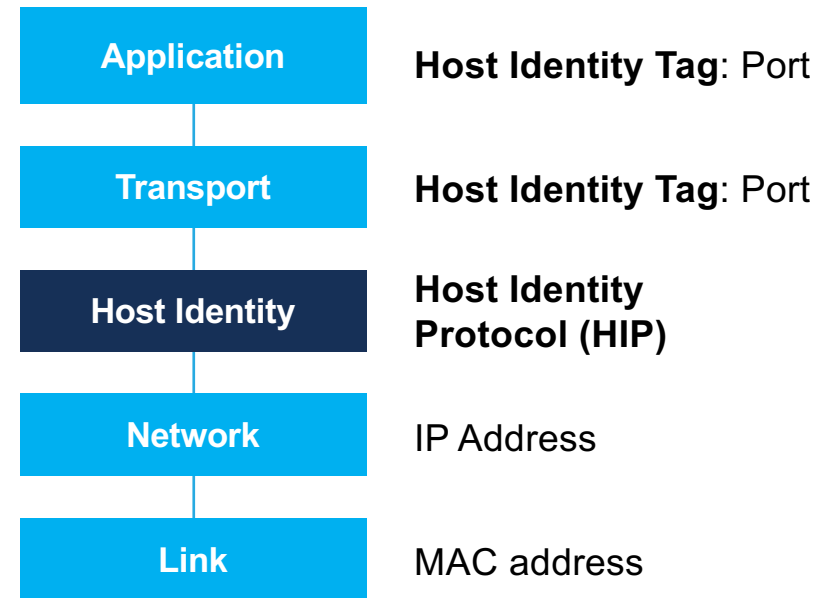 Application
Host Identity Tag: Port
Transport
Host Identity Tag: Port
Host Identity
Host Identity
Protocol (HIP)
Network
IP Address
Link
MAC address